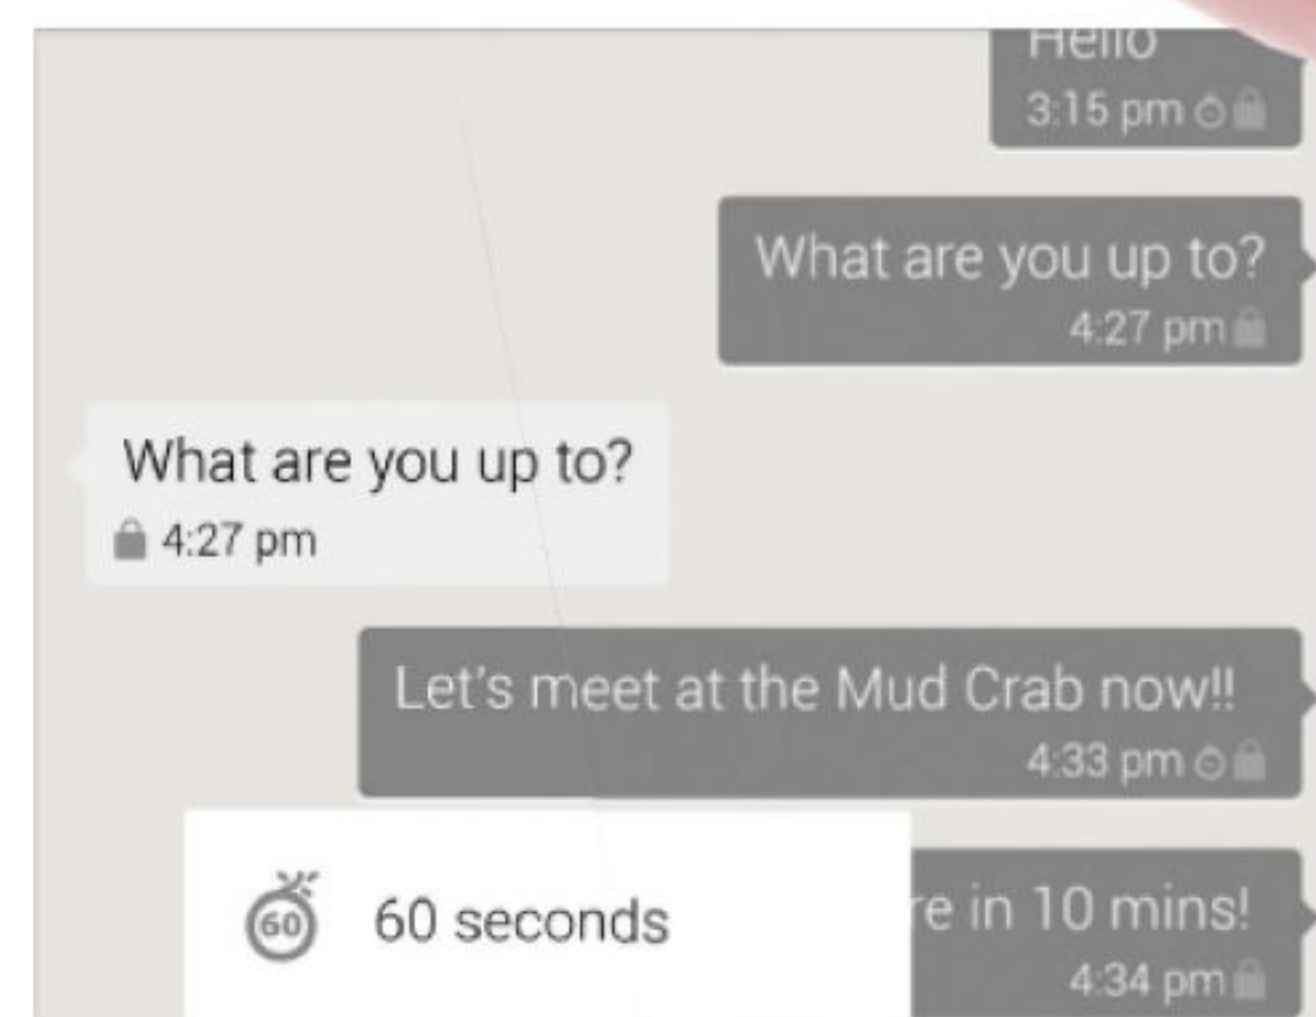 Hello
3:15 pm
What are you up to?
4:27 pm
What are you up to?
4:27 pm
Let's meet at the Mud Crab now!!
4:33 pm
60
60 seconds
re in 10 mins!
4:34 pm